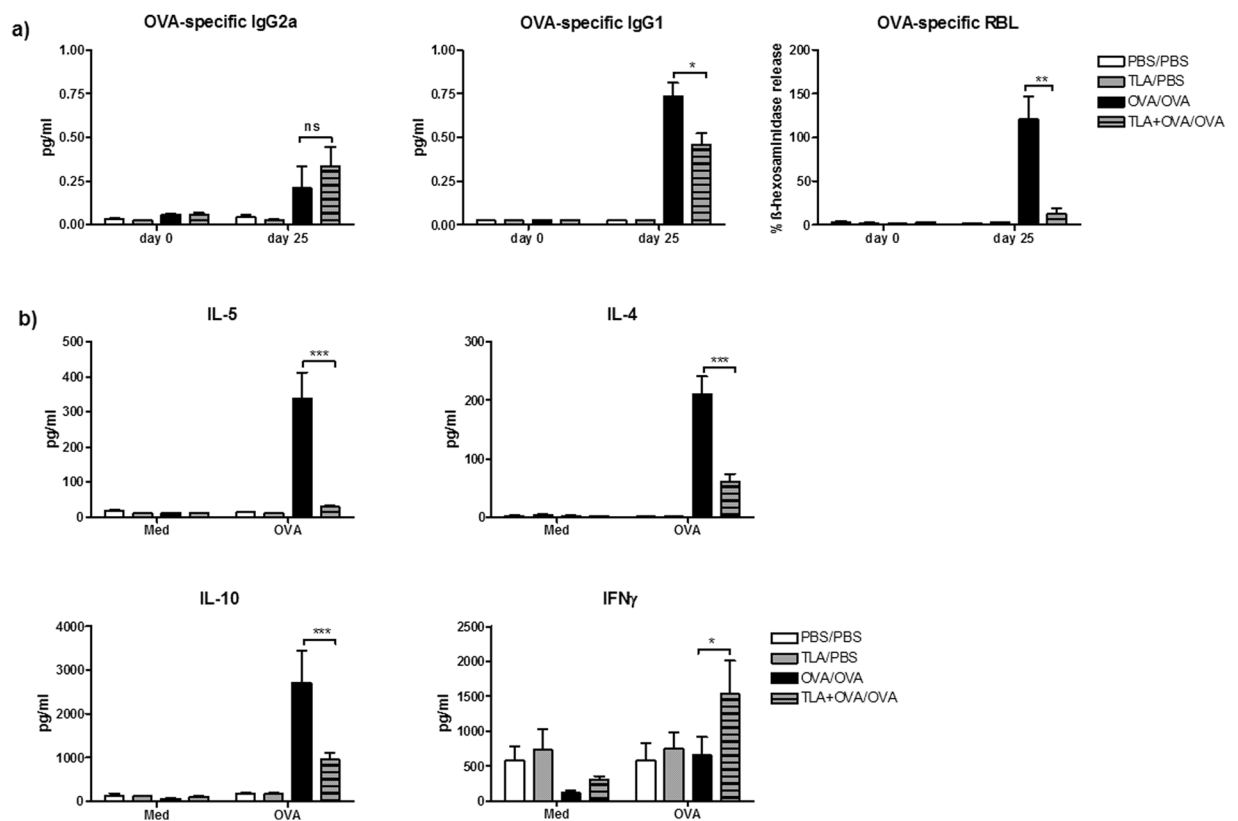 a)
OVA-specific IgG2a
1.00
0.75
0.50
0.25
0.00
pg/ml
ns
day 0
day 25
OVA-specific IgG1
1.00
0.75
0.50
0.25
0.00
pg/ml
*
day 0
day 25
OVA-specific RBL
200
150
100
50
0
% ß-hexosaminidase release
**
day 0
day 25
PBS/PBS
TLA/PBS
OVA/OVA
TLA+OVA/OVA
b)
IL-5
500
400
300
200
100
0
pg/ml
***
Med
OVA
IL-4
300
200
100
0
pg/ml
***
Med
OVA
IL-10
4000
3000
2000
1000
0
pg/ml
***
Med
OVA
IFNγ
2500
2000
1500
1000
500
0
pg/ml
*
Med
OVA
PBS/PBS
TLA/PBS
OVA/OVA
TLA+OVA/OVA